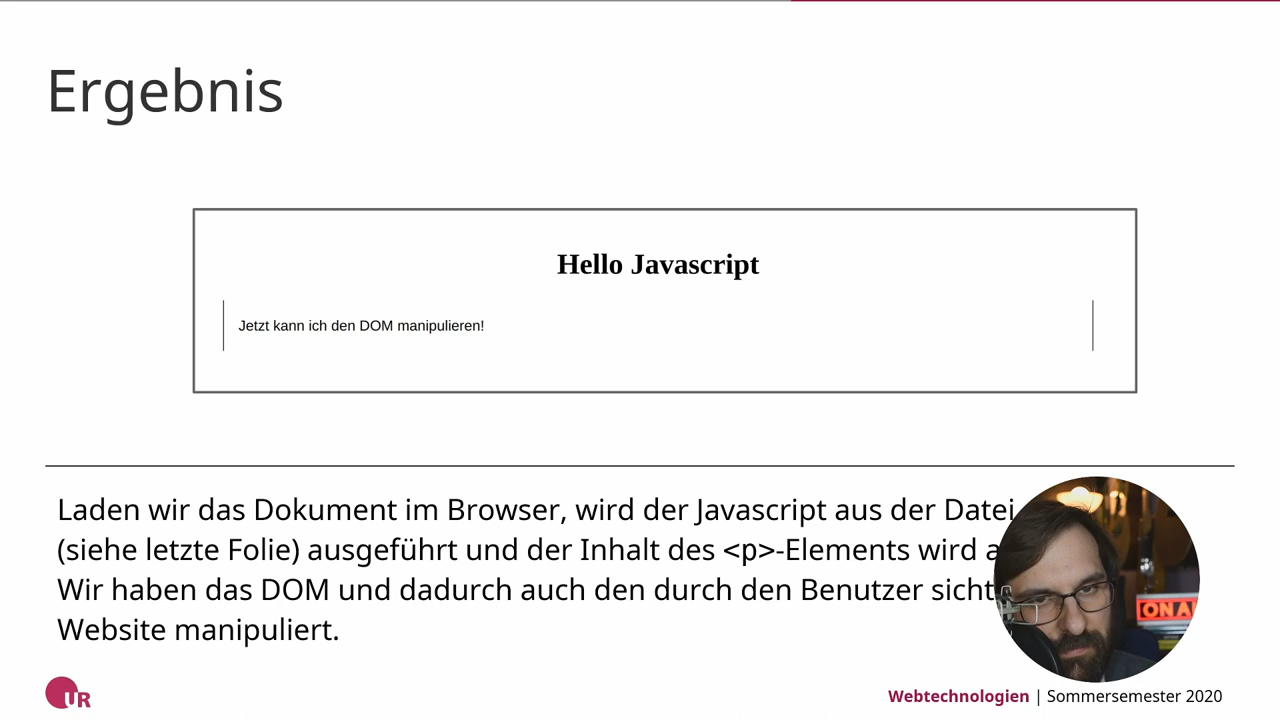 Ergebnis
Hello Javascript
Jetzt kann ich den DOM manipulieren!
Laden wir das Dokument im Browser, wird der Javascript aus der Datei
(siehe letzte Folie) ausgeführt und der Inhalt des <p>-Elements wird
Wir haben das DOM und dadurch auch den durch den Benutzer
Website manipuliert.
ON A
UR
Webtechnologien | Sommersemester 2020